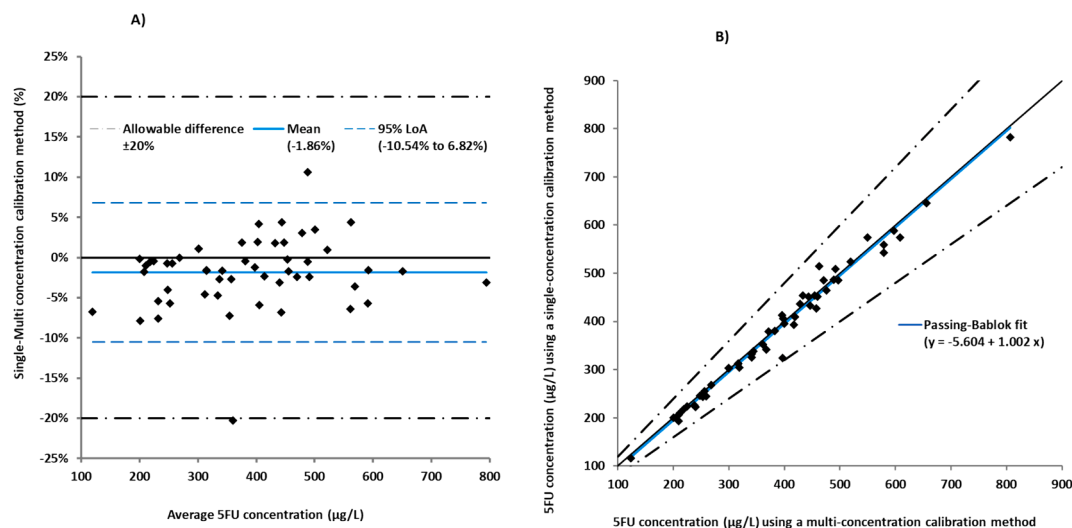 A)
25%
20%
15%
10%
5%
0%
-5%
-10%
-15%
-20%
-25%
Single-Multi concentration calibration method (%)
Allowable difference
±20%
Mean
(-1.86%)
95% LoA
(-10.54% to 6.82%)
100 200 300 400 500 600 700 800
Average 5FU concentration (µg/L)
B)
900
800
700
600
500
400
300
200
100
5FU concentration (µg/L) using a single-concentration calibration method
Passing-Bablok fit
(y = -5.604 + 1.002 x)
100 200 300 400 500 600 700 800 900
5FU concentration (µg/L) using a multi-concentration calibration method